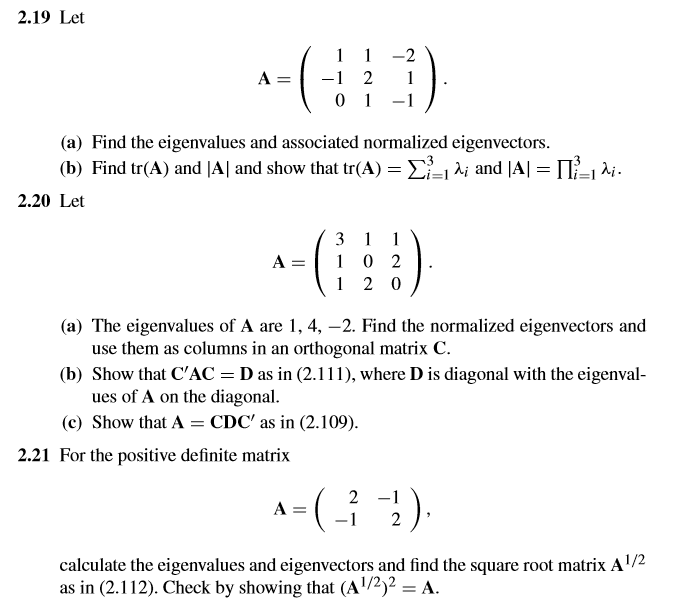 2.19 Let
A = ( 1 1 −2
−1 2 1
0 1 −1 ).
(a) Find the eigenvalues and associated normalized eigenvectors.
(b) Find tr(A) and |A| and show that tr(A) = ∑³ᵢ₌₁ λᵢ and |A| = ∏³ᵢ₌₁ λᵢ.
2.20 Let
A = ( 3 1 1
1 0 2
1 2 0 ).
(a) The eigenvalues of A are 1, 4, −2. Find the normalized eigenvectors and
use them as columns in an orthogonal matrix C.
(b) Show that C′AC = D as in (2.111), where D is diagonal with the eigenval-
ues of A on the diagonal.
(c) Show that A = CDC′ as in (2.109).
2.21 For the positive definite matrix
A = ( 2 −1
−1 2 ),
calculate the eigenvalues and eigenvectors and find the square root matrix A^1/2
as in (2.112). Check by showing that (A^1/2)² = A.